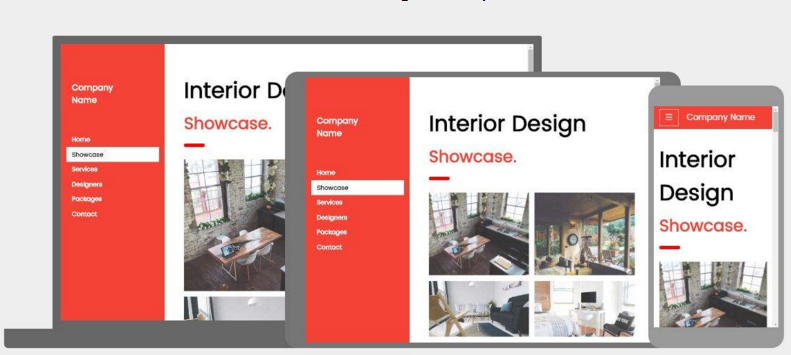 Company
Name
Home
Showcase
Services
Designers
Packages
Contact
Interior D
Showcase.
Company
Name
Home
Showcase
Services
Designers
Packages
Contact
Interior Design
Showcase.
☰ Company Name
Interior
Design
Showcase.